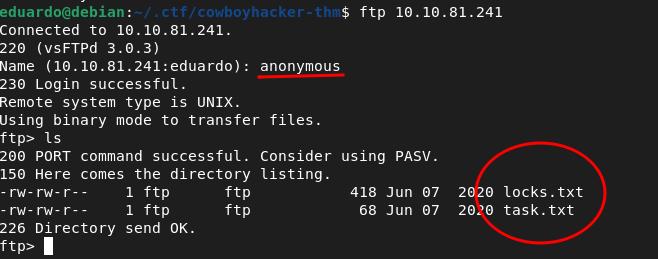 eduardo@debian:~/.ctf/cowboyhacker-thm$ ftp 10.10.81.241
Connected to 10.10.81.241.
220 (vsFTPd 3.0.3)
Name (10.10.81.241:eduardo): anonymous
230 Login successful.
Remote system type is UNIX.
Using binary mode to transfer files.
ftp> ls
200 PORT command successful. Consider using PASV.
150 Here comes the directory listing.
-rw-rw-r--    1 ftp      ftp           418 Jun 07  2020 locks.txt
-rw-rw-r--    1 ftp      ftp            68 Jun 07  2020 task.txt
226 Directory send OK.
ftp>